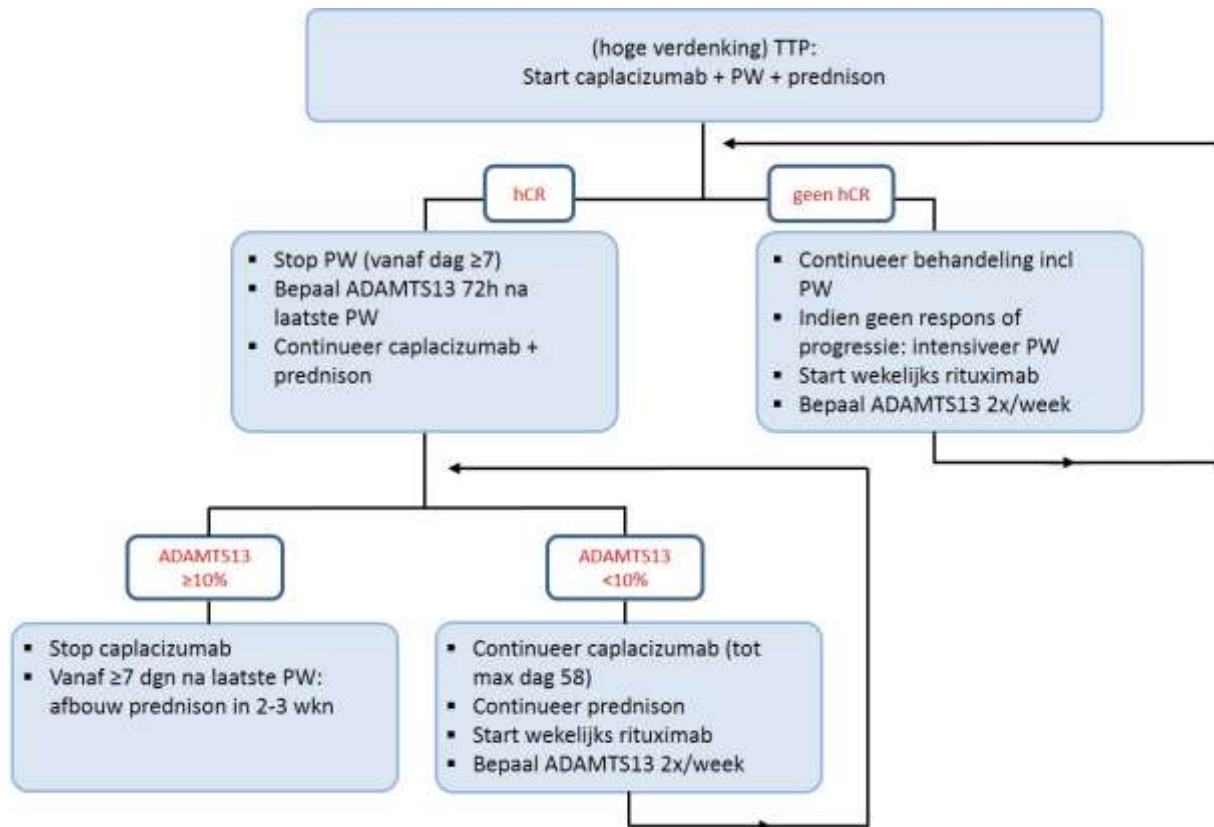 (hoge verdenking) TTP:
Start caplacizumab + PW + prednison
hCR
geen hCR
▪ Stop PW (vanaf dag ≥7)
▪ Bepaal ADAMTS13 72h na
laatste PW
▪ Continueer caplacizumab +
prednison
▪ Continueer behandeling incl
PW
▪ Indien geen respons of
progressie: intensiveer PW
▪ Start wekelijks rituximab
▪ Bepaal ADAMTS13 2x/week
ADAMTS13
≥10%
ADAMTS13
<10%
▪ Stop caplacizumab
▪ Vanaf ≥7 dgn na laatste PW:
afbouw prednison in 2-3 wkn
▪ Continueer caplacizumab (tot
max dag 58)
▪ Continueer prednison
▪ Start wekelijks rituximab
▪ Bepaal ADAMTS13 2x/week